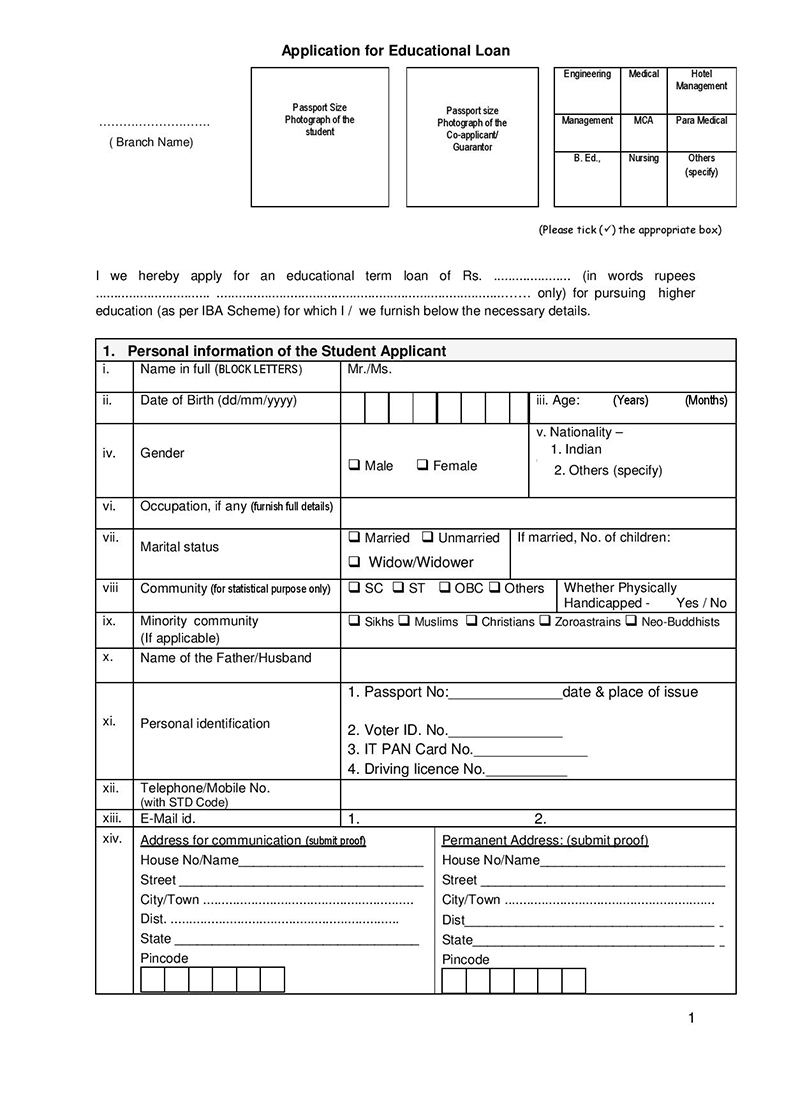 Application for Educational Loan
............................
( Branch Name)
Passport Size
Photograph of the
student
Passport size
Photograph of the
Co-applicant/
Guarantor
Engineering Medical Hotel
Management
Management MCA Para Medical
B. Ed., Nursing Others
(specify)
(Please tick (✓) the appropriate box)
I we hereby apply for an educational term loan of Rs. ..................... (in words rupees
............................... ..................................................................................... only) for pursuing higher
education (as per IBA Scheme) for which I / we furnish below the necessary details.
1. Personal information of the Student Applicant
i. Name in full (BLOCK LETTERS) Mr./Ms.
ii. Date of Birth (dd/mm/yyyy) iii. Age: (Years) (Months)
iv. Gender ❑ Male ❑ Female
v. Nationality –
1. Indian
2. Others (specify)
vi. Occupation, if any (furnish full details)
vii. Marital status ❑ Married ❑ Unmarried If married, No. of children:
❑ Widow/Widower
viii Community (for statistical purpose only) ❑ SC ❑ ST ❑ OBC ❑ Others Whether Physically
Handicapped - Yes / No
ix. Minority community ❑ Sikhs ❑ Muslims ❑ Christians ❑ Zoroastrains ❑ Neo-Buddhists
(If applicable)
x. Name of the Father/Husband
xi. Personal identification
1. Passport No:______________date & place of issue
2. Voter ID. No.______________
3. IT PAN Card No.______________
4. Driving licence No.__________
xii. Telephone/Mobile No.
(with STD Code)
xiii. E-Mail id. 1. 2.
xiv. Address for communication (submit proof)
House No/Name_______________________
Street ______________________________
City/Town .........................................................
Dist. ..............................................................
State ______________________________
Pincode
Permanent Address: (submit proof)
House No/Name_______________________
Street ______________________________
City/Town .........................................................
Dist_______________________________ _
State______________________________ _
Pincode
1